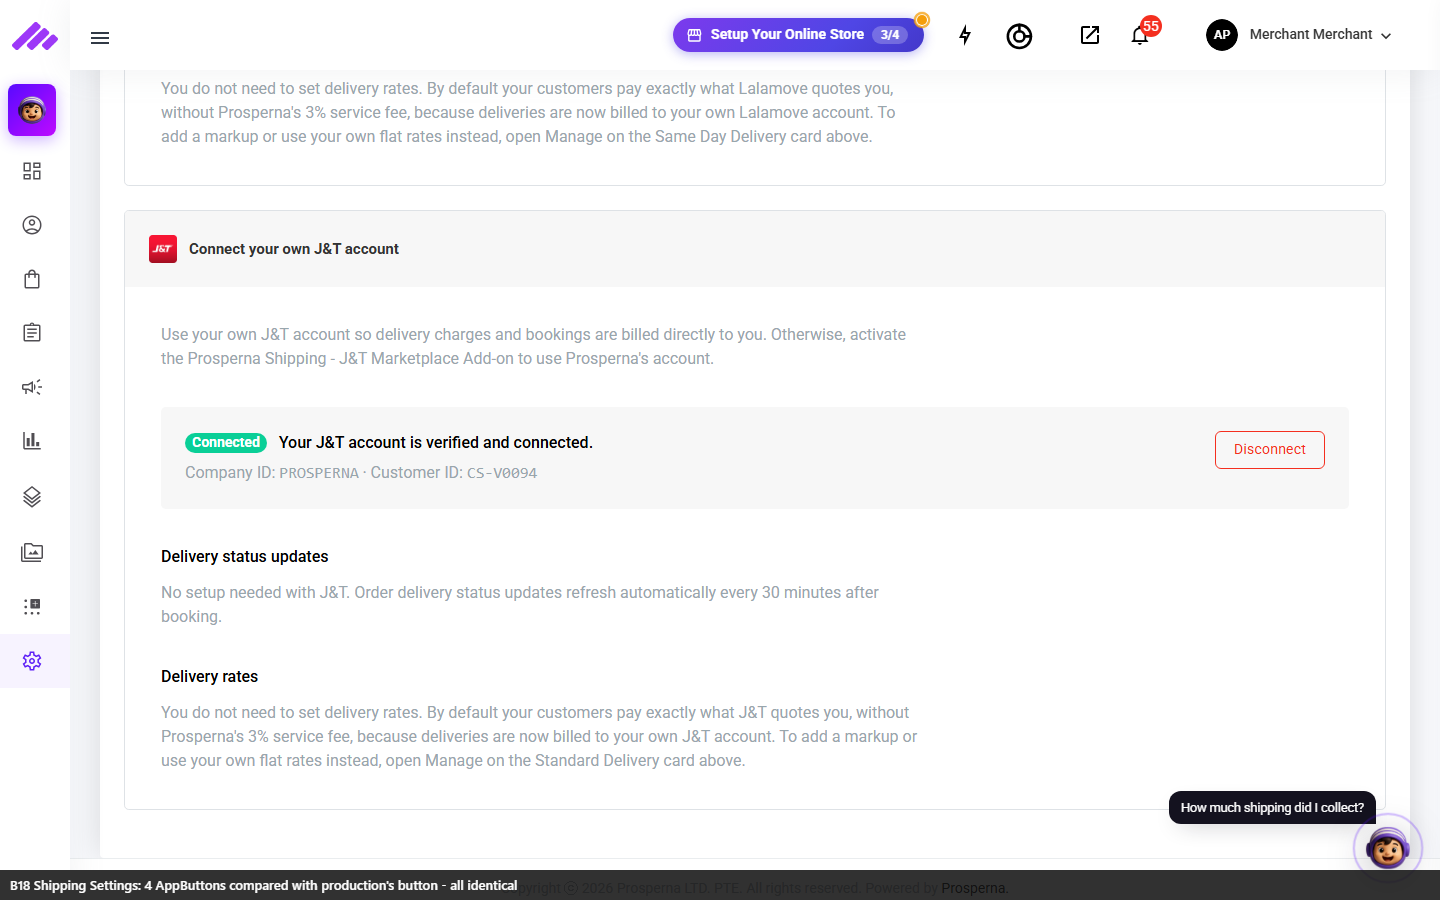 Setup Your Online Store 3/4
55
AP Merchant Merchant
You do not need to set delivery rates. By default your customers pay exactly what Lalamove quotes you,
without Prosperna's 3% service fee, because deliveries are now billed to your own Lalamove account. To
add a markup or use your own flat rates instead, open Manage on the Same Day Delivery card above.
J&T Connect your own J&T account
Use your own J&T account so delivery charges and bookings are billed directly to you. Otherwise, activate
the Prosperna Shipping - J&T Marketplace Add-on to use Prosperna's account.
Connected Your J&T account is verified and connected.
Disconnect
Company ID: PROSPERNA · Customer ID: CS-V0094
Delivery status updates
No setup needed with J&T. Order delivery status updates refresh automatically every 30 minutes after
booking.
Delivery rates
You do not need to set delivery rates. By default your customers pay exactly what J&T quotes you, without
Prosperna's 3% service fee, because deliveries are now billed to your own J&T account. To add a markup or
use your own flat rates instead, open Manage on the Standard Delivery card above.
How much shipping did I collect?
B18 Shipping Settings: 4 AppButtons compared with production's button - all identical
pyright © 2026 Prosperna LTD. PTE. All rights reserved. Powered by Prosperna.